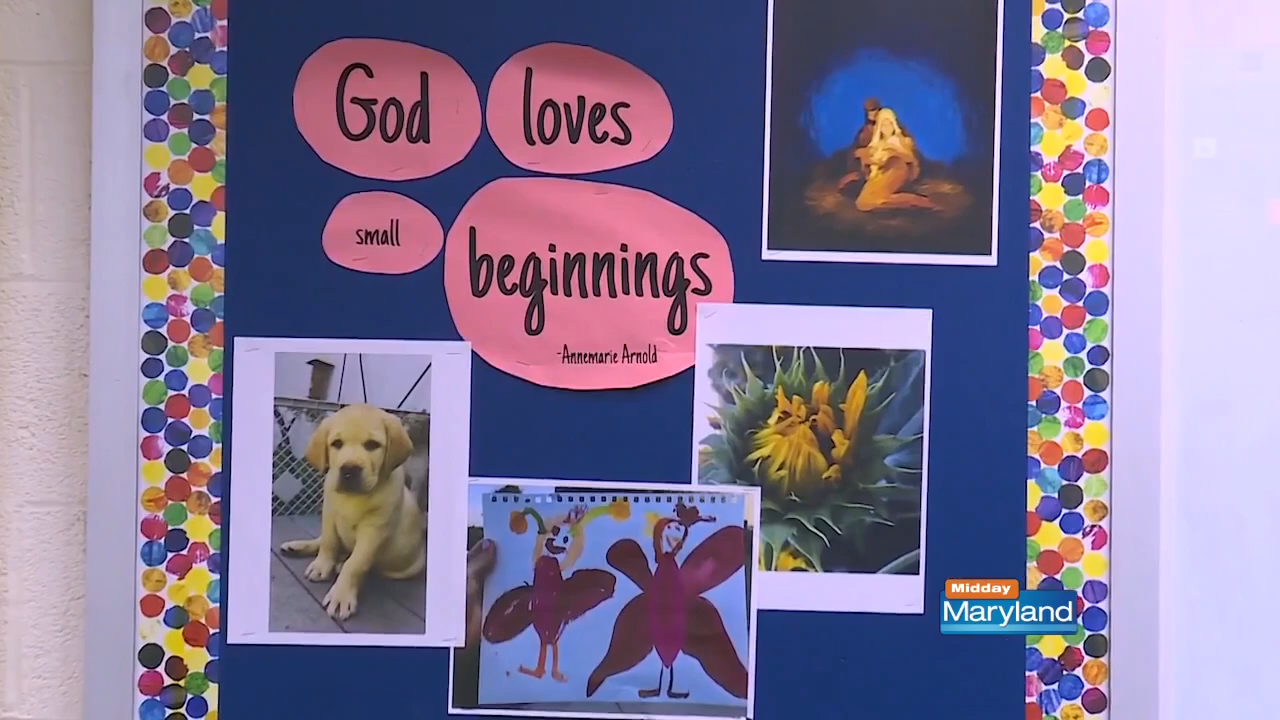 God loves
small beginnings
-Annemarie Arnold
Midday
Maryland